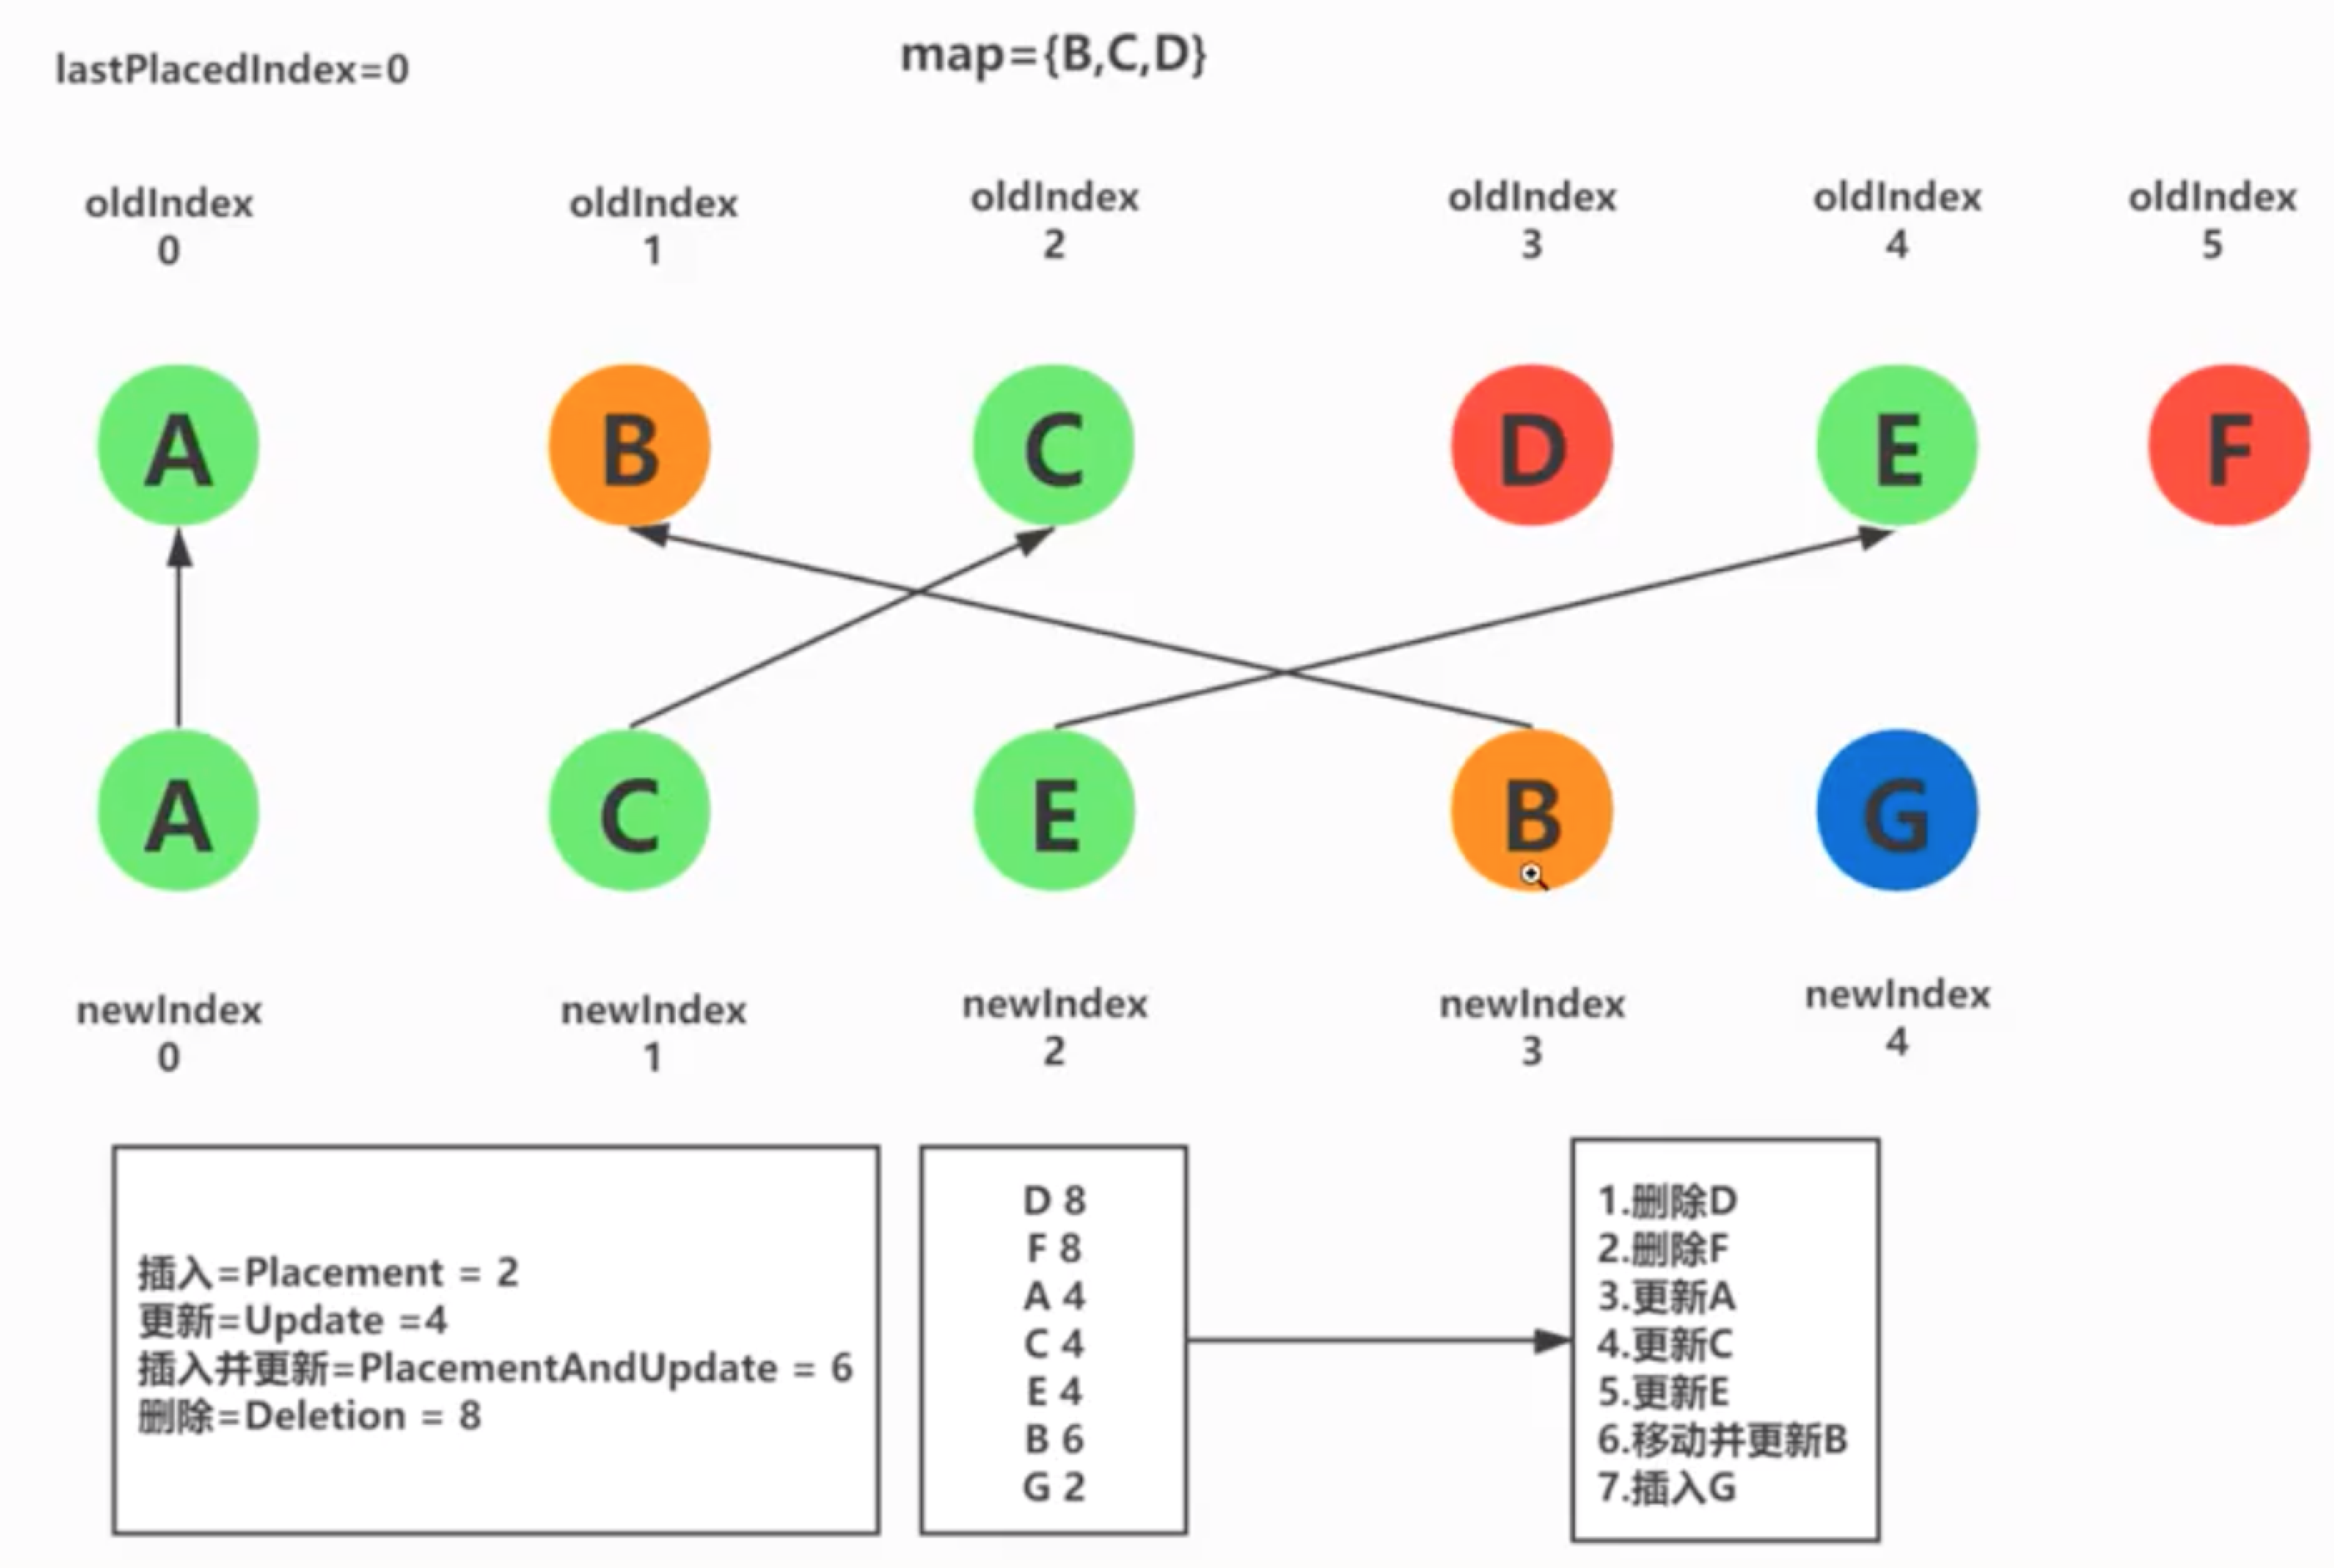 lastPlacedIndex=0
map={B,C,D}
oldIndex
0
oldIndex
1
oldIndex
2
oldIndex
3
oldIndex
4
oldIndex
5
A
B
C
D
E
F
A
C
E
B
G
newIndex
0
newIndex
1
newIndex
2
newIndex
3
newIndex
4
插入=Placement = 2
更新=Update =4
插入并更新=PlacementAndUpdate = 6
删除=Deletion = 8
D 8
F 8
A 4
C 4
E 4
B 6
G 2
1.删除D
2.删除F
3.更新A
4.更新C
5.更新E
6.移动并更新B
7.插入G